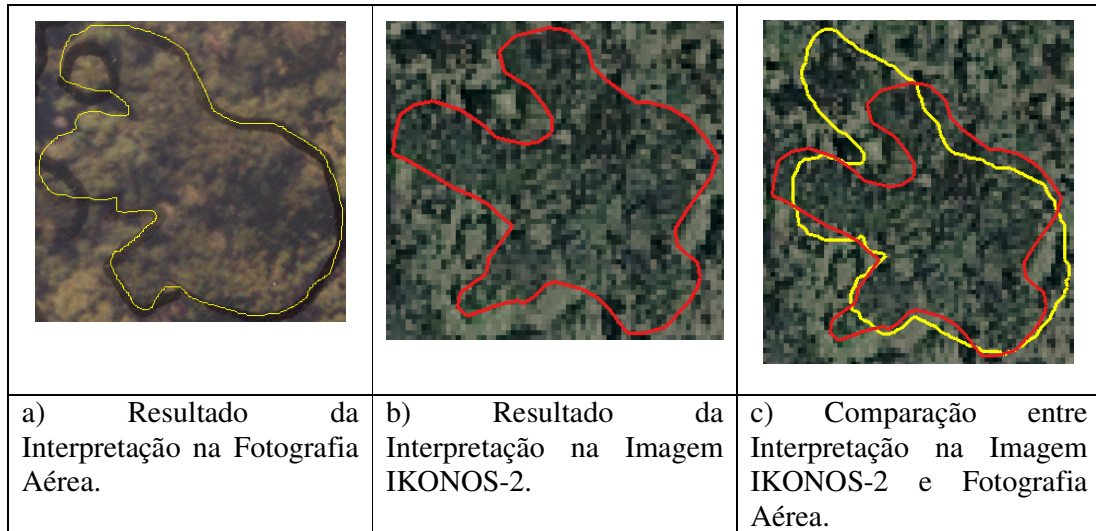 a) Resultado da
Interpretação na Fotografia
Aérea.
b) Resultado da
Interpretação na Imagem
IKONOS-2.
c) Comparação entre
Interpretação na Imagem
IKONOS-2 e Fotografia
Aérea.